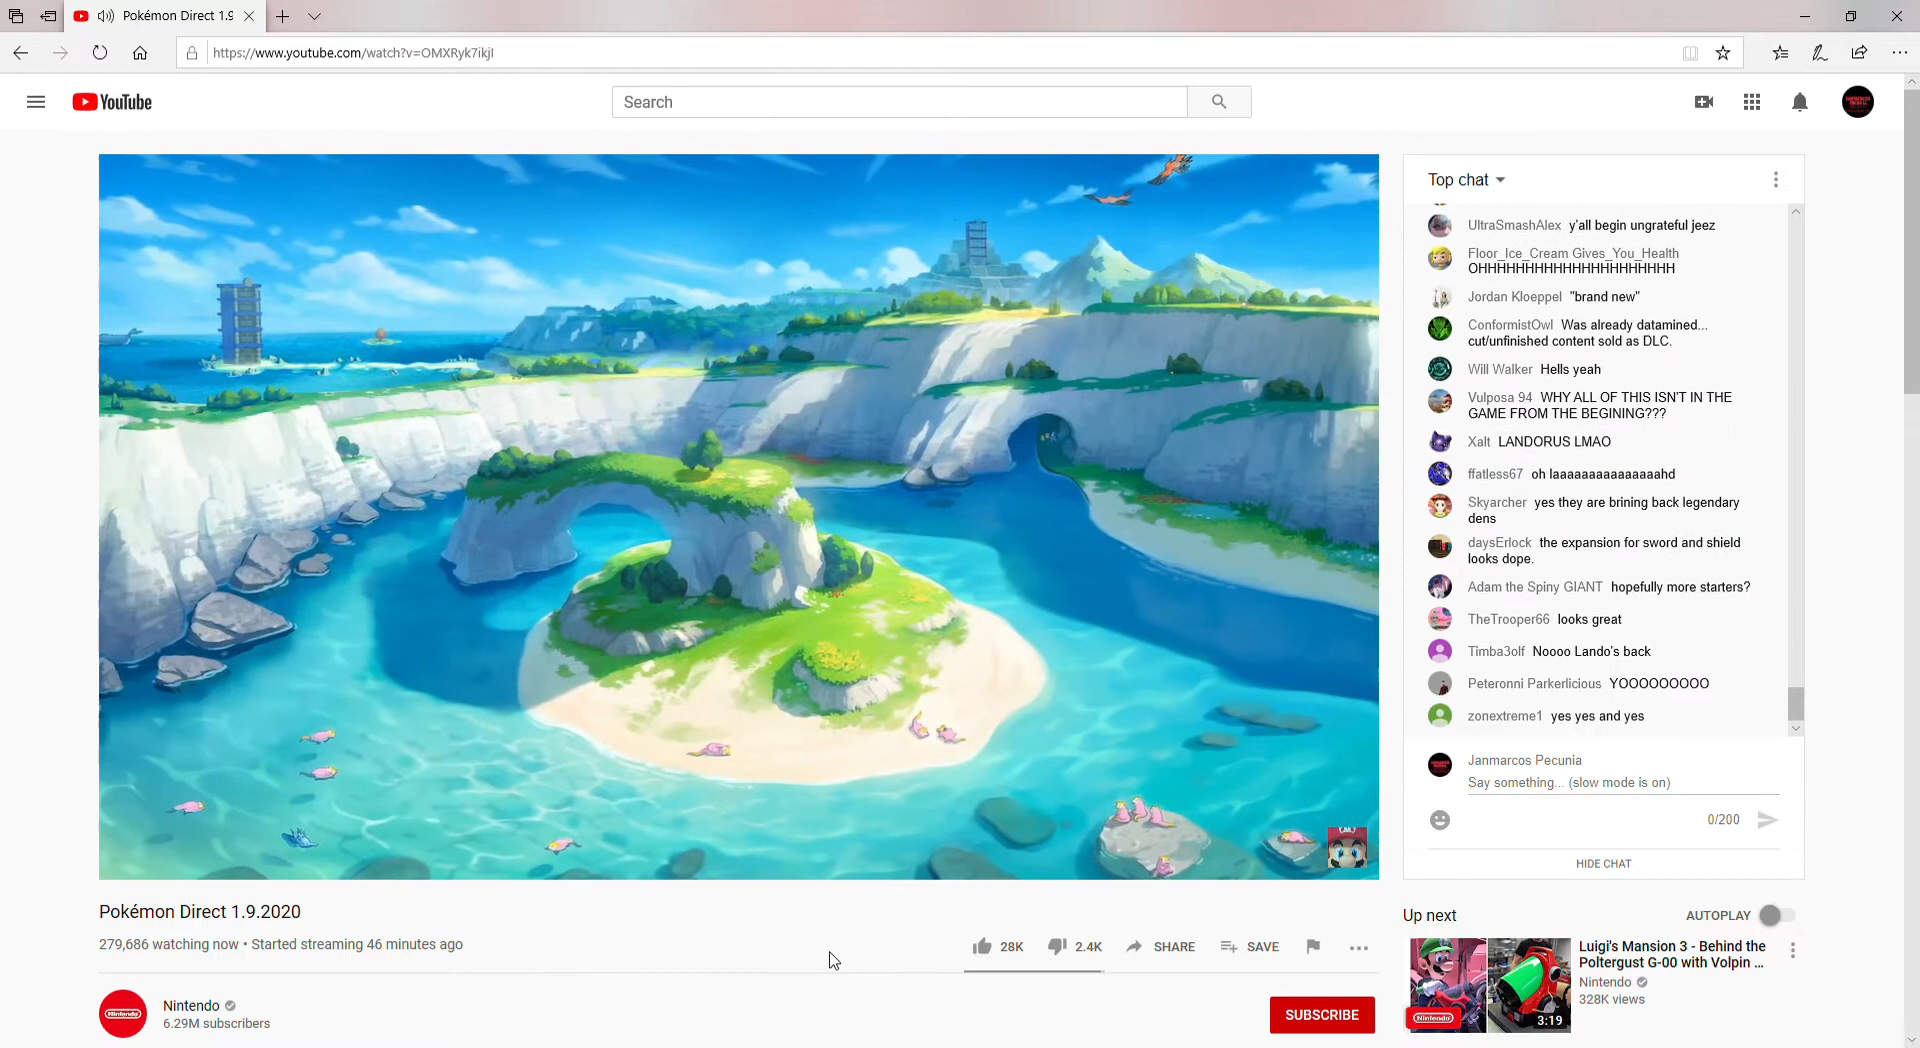 Pokémon Direct 1.9
https://www.youtube.com/watch?v=OMXRyk7ikjI
YouTube
Search
Top chat
UltraSmashAlex y'all begin ungrateful jeez
Floor_Ice_Cream Gives_You_Health
OHHHHHHHHHHHHHHHHHHHH
Jordan Kloeppel "brand new"
ConformistOwl Was already datamined...
cut/unfinished content sold as DLC.
Will Walker Hells yeah
Vulposa 94 WHY ALL OF THIS ISN'T IN THE
GAME FROM THE BEGINING???
Xalt LANDORUS LMAO
ffatless67 oh laaaaaaaaaaaaaaahd
Skyarcher yes they are brining back legendary
dens
daysErlock the expansion for sword and shield
looks dope.
Adam the Spiny GIANT hopefully more starters?
TheTrooper66 looks great
Timba3olf Noooo Lando's back
Peteronni Parkerlicious YOOOOOOOOO
zonextreme1 yes yes and yes
Janmarcos Pecunia
Say something... (slow mode is on)
0/200
HIDE CHAT
Pokémon Direct 1.9.2020
279,686 watching now • Started streaming 46 minutes ago
28K 2.4K SHARE SAVE
Nintendo
Nintendo
6.29M subscribers
SUBSCRIBE
Up next AUTOPLAY
Luigi's Mansion 3 - Behind the
Poltergust G-00 with Volpin ...
Nintendo
328K views
Nintendo
3:19